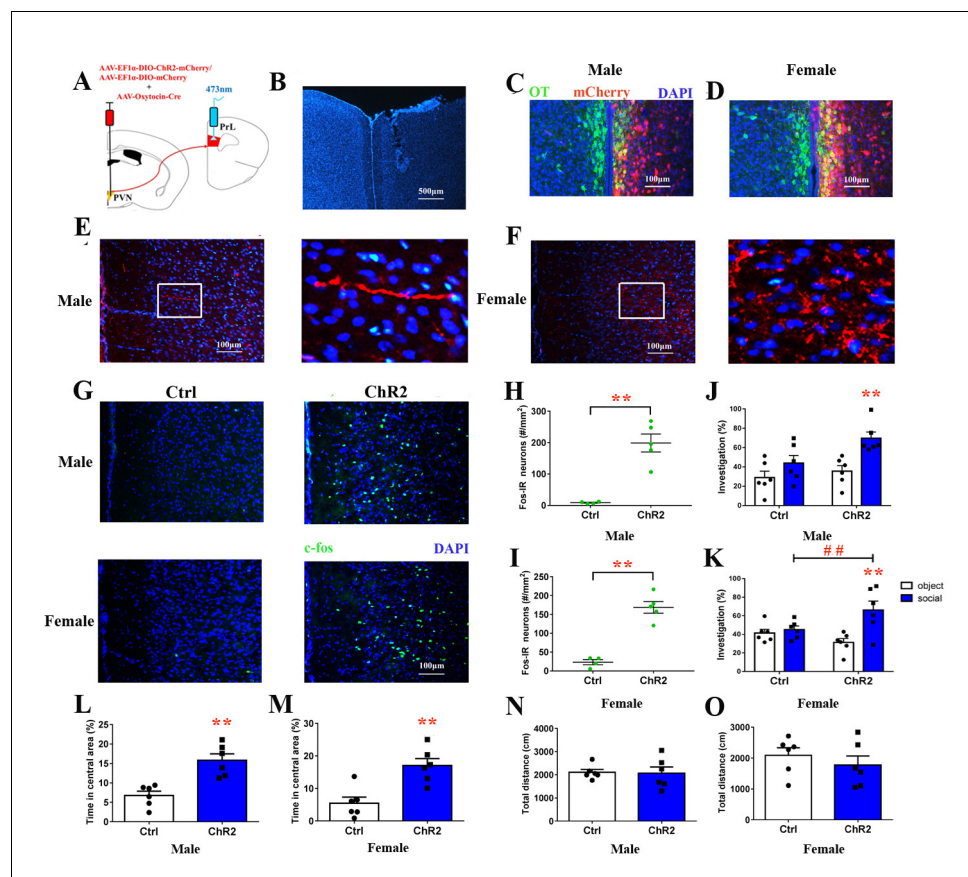 A
AAV-EF1α-DIO-ChR2-mCherry/
AAV-EF1α-DIO-mCherry
+
AAV-Oxytocin-Cre
473nm
PrL
PVN
B
500μm
Male
C
OT
mCherry
DAPI
100μm
Female
D
100μm
E
Male
100μm
F
Female
100μm
G
Ctrl
ChR2
Male
Female
c-fos
DAPI
100μm
H
**
Fos-IR neurons (#/mm²)
300
200
100
0
Ctrl
ChR2
Male
J
**
Investigation (%)
100
80
60
40
20
0
Ctrl
ChR2
Male
I
**
Fos-IR neurons (#/mm²)
250
200
150
100
50
0
Ctrl
ChR2
Female
K
##
**
Investigation (%)
100
80
60
40
20
0
Ctrl
ChR2
Female
object
social
L
**
Time in central area (%)
25
20
15
10
5
0
Ctrl
ChR2
Male
M
**
Time in central area (%)
30
20
10
0
Ctrl
ChR2
Female
N
Total distance (cm)
4000
3000
2000
1000
0
Ctrl
ChR2
Male
O
Total distance (cm)
3000
2000
1000
0
Ctrl
ChR2
Female